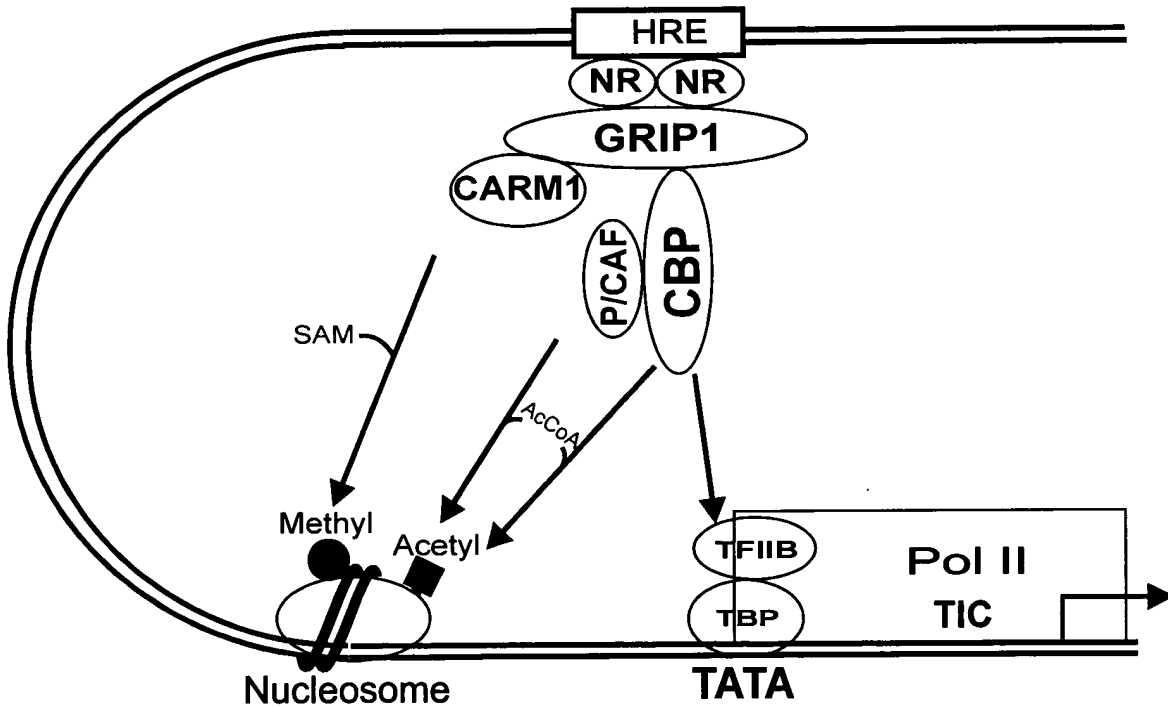 HRE
NR NR
GRIP1
CARM1
P/CAF
CBP
SAM
AcCoA
Methyl
Acetyl
TFIIB
Pol II
TBP
TIC
Nucleosome
TATA